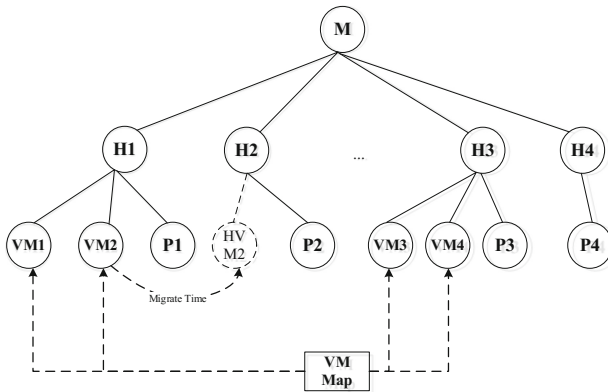 M
H1
H2
...
H3
H4
VM1
VM2
P1
HV
M2
P2
VM3
VM4
P3
P4
Migrate Time
VM
Map